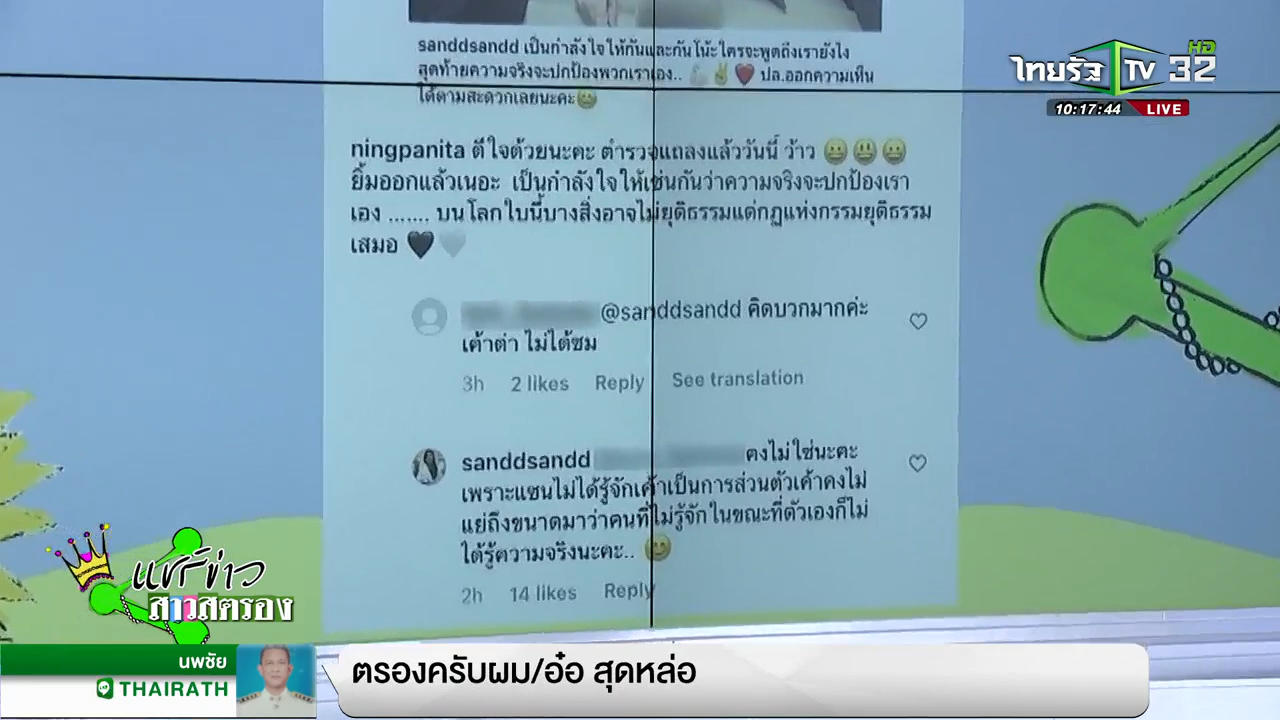 sanddsandd เป็นกำลังใจให้กันและกันโน้ะใครจะพูดถึงเรายังไง
สุดท้ายความจริงจะปกป้องพวกเราเอง.. 💪✌️❤️ ปล.ออกความเห็น
ได้ตามสะดวกเลยนะคะ😄
ไทยรัฐ TV HD 32
10:17:44 LIVE
ningpanita ดีใจด้วยนะคะ ตำรวจแถลงแล้ววันนี้ ว้าว 😀😃😀
ยิ้มออกแล้วเนอะ เป็นกำลังใจให้เช่นกันว่าความจริงจะปกป้องเรา
เอง ....... บนโลกใบนี้บางสิ่งอาจไม่ยุติธรรมแด่กฏแห่งกรรมยุติธรรม
เสมอ 🖤🤍
@sanddsandd คิดบวกมากค่ะ
เค้าด่า ไม่ได้ชม
3h 2 likes Reply See translation
sanddsandd คงไม่ใช่นะคะ
เพราะแซนไม่ได้รู้จักเค้าเป็นการส่วนตัวเค้าคงไม่
แย่ถึงขนาดมาว่าคนที่ไม่รู้จักในขณะที่ตัวเองก็ไม่
ได้รู้ความจริงนะคะ.. 😊
2h 14 likes Reply
แชร์ข่าว
สาวสตรอง
นพชัย
THAIRATH
ตรองครับผม/อ๋อ สุดหล่อ